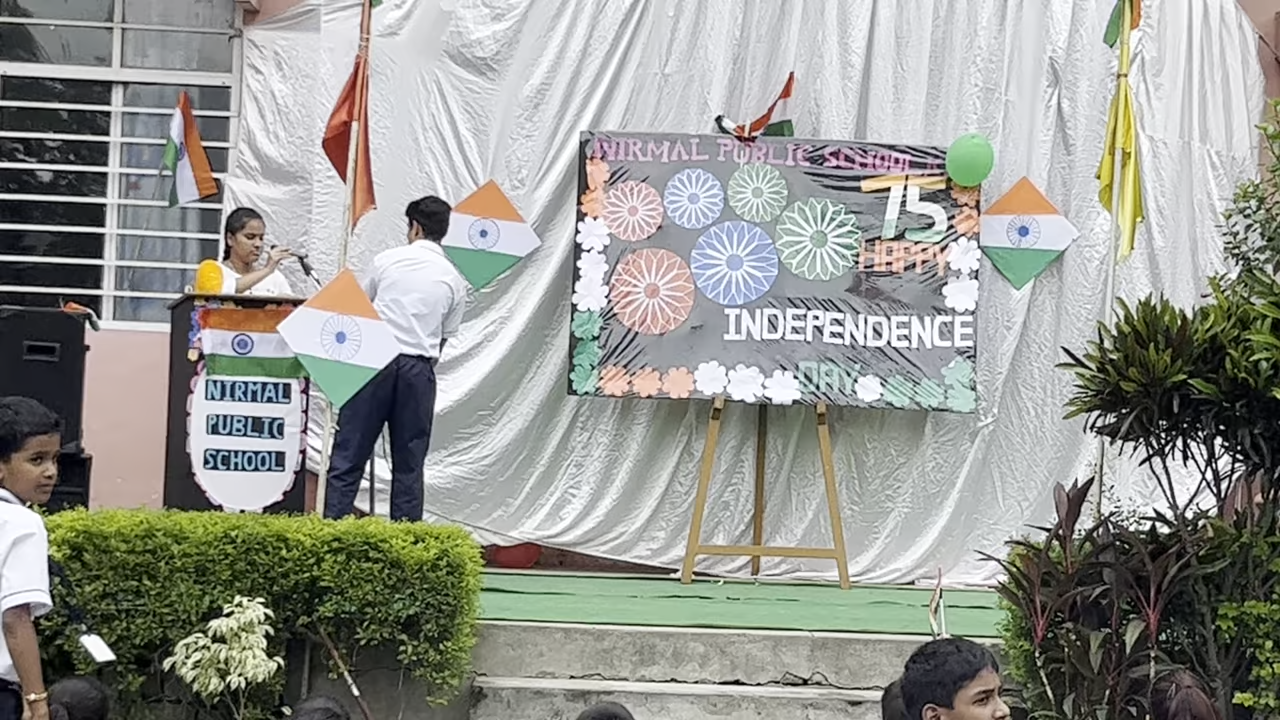 NIRMAL PUBLIC SCHOOL
75
HAPPY
INDEPENDENCE
DAY
NIRMAL
PUBLIC
SCHOOL